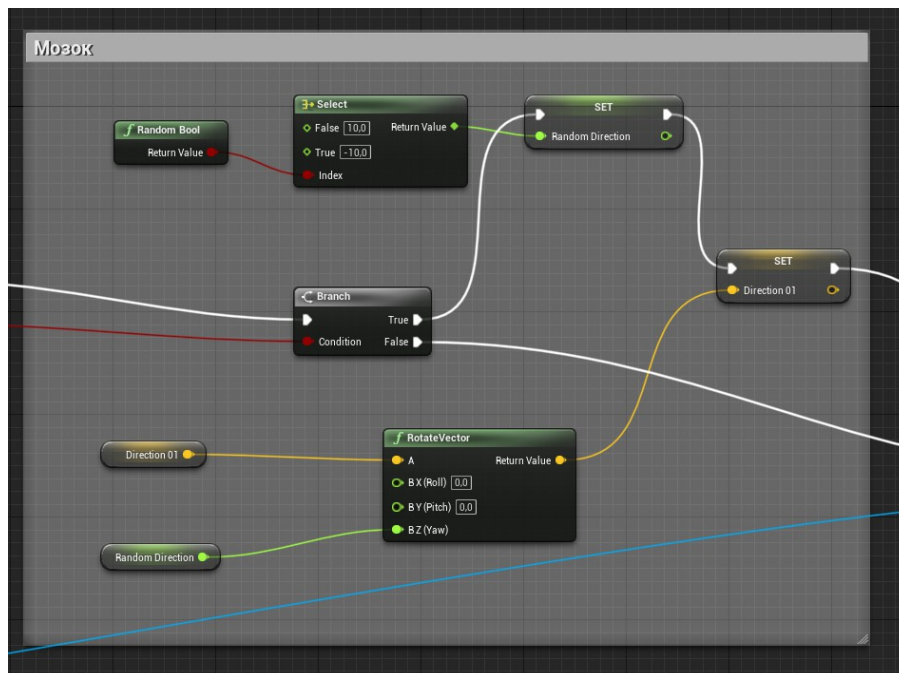 Мозок
Random Bool
Return Value
Select
False 10,0 Return Value
True -10,0
Index
SET
Random Direction
SET
Direction 01
Branch
True
Condition False
Direction 01
RotateVector
A Return Value
B X (Roll) 0,0
B Y (Pitch) 0,0
B Z (Yaw)
Random Direction